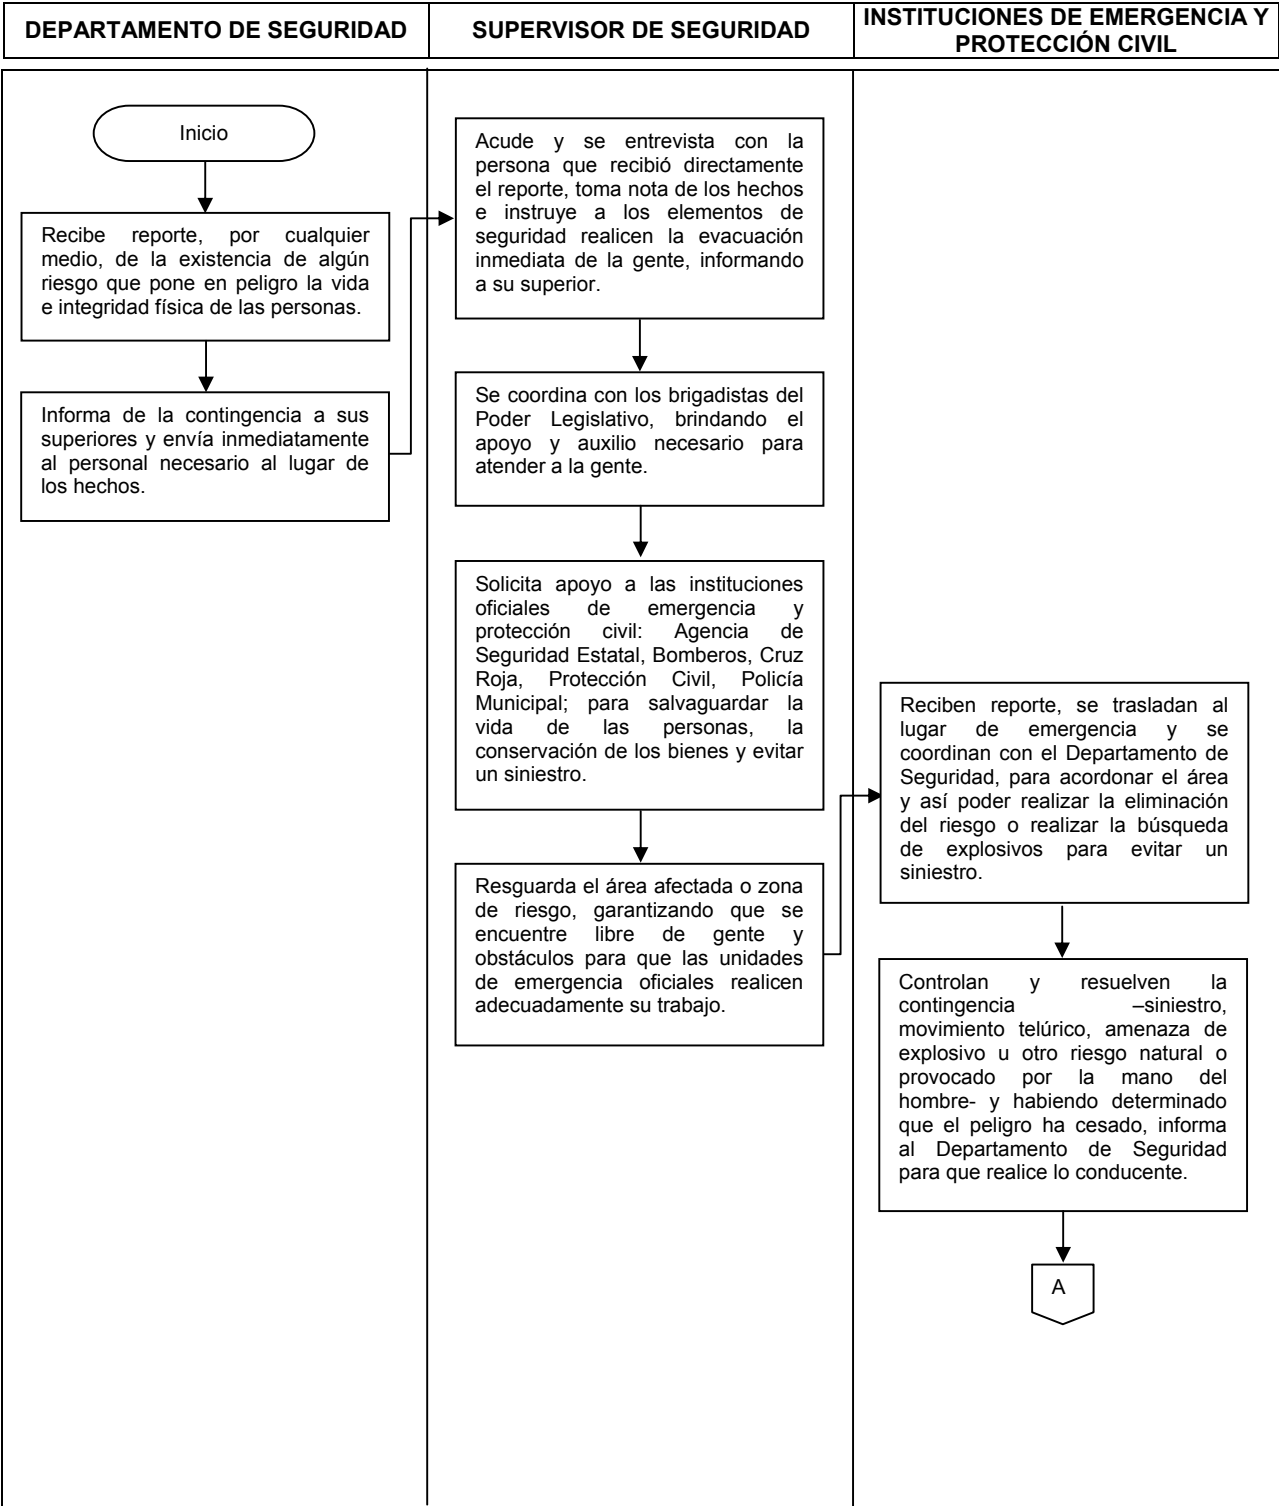 DEPARTAMENTO DE SEGURIDAD
SUPERVISOR DE SEGURIDAD
INSTITUCIONES DE EMERGENCIA Y
PROTECCIÓN CIVIL
Inicio
Recibe reporte, por cualquier
medio, de la existencia de algún
riesgo que pone en peligro la vida
e integridad física de las personas.
Informa de la contingencia a sus
superiores y envía inmediatamente
al personal necesario al lugar de
los hechos.
Acude y se entrevista con la
persona que recibió directamente
el reporte, toma nota de los hechos
e instruye a los elementos de
seguridad realicen la evacuación
inmediata de la gente, informando
a su superior.
Se coordina con los brigadistas del
Poder Legislativo, brindando el
apoyo y auxilio necesario para
atender a la gente.
Solicita apoyo a las instituciones
oficiales de emergencia y
protección civil: Agencia de
Seguridad Estatal, Bomberos, Cruz
Roja, Protección Civil, Policía
Municipal; para salvaguardar la
vida de las personas, la
conservación de los bienes y evitar
un siniestro.
Resguarda el área afectada o zona
de riesgo, garantizando que se
encuentre libre de gente y
obstáculos para que las unidades
de emergencia oficiales realicen
adecuadamente su trabajo.
Reciben reporte, se trasladan al
lugar de emergencia y se
coordinan con el Departamento de
Seguridad, para acordonar el área
y así poder realizar la eliminación
del riesgo o realizar la búsqueda
de explosivos para evitar un
siniestro.
Controlan y resuelven la
contingencia –siniestro,
movimiento telúrico, amenaza de
explosivo u otro riesgo natural o
provocado por la mano del
hombre- y habiendo determinado
que el peligro ha cesado, informa
al Departamento de Seguridad
para que realice lo conducente.
A